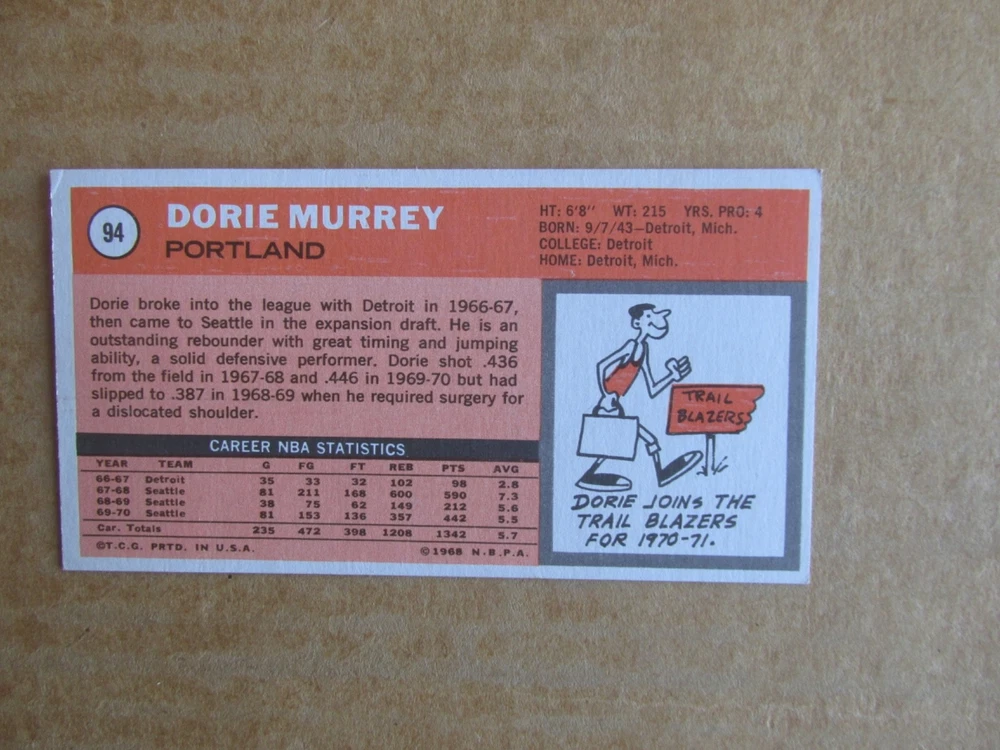 94
DORIE MURREY
PORTLAND
HT: 6'8'' WT: 215 YRS. PRO: 4
BORN: 9/7/43—Detroit, Mich.
COLLEGE: Detroit
HOME: Detroit, Mich.
Dorie broke into the league with Detroit in 1966-67,
then came to Seattle in the expansion draft. He is an
outstanding rebounder with great timing and jumping
ability, a solid defensive performer. Dorie shot .436
from the field in 1967-68 and .446 in 1969-70 but had
slipped to .387 in 1968-69 when he required surgery for
a dislocated shoulder.
CAREER NBA STATISTICS
YEAR TEAM G FG FT REB PTS AVG
66-67 Detroit 35 33 32 102 98 2.8
67-68 Seattle 81 211 168 600 590 7.3
68-69 Seattle 38 75 62 149 212 5.6
69-70 Seattle 81 153 136 357 442 5.5
Car. Totals 235 472 398 1208 1342 5.7
©T.C.G. PRTD. IN U.S.A. ©1968 N.B.P.A.
TRAIL
BLAZERS
DORIE JOINS THE
TRAIL BLAZERS
FOR 1970-71.